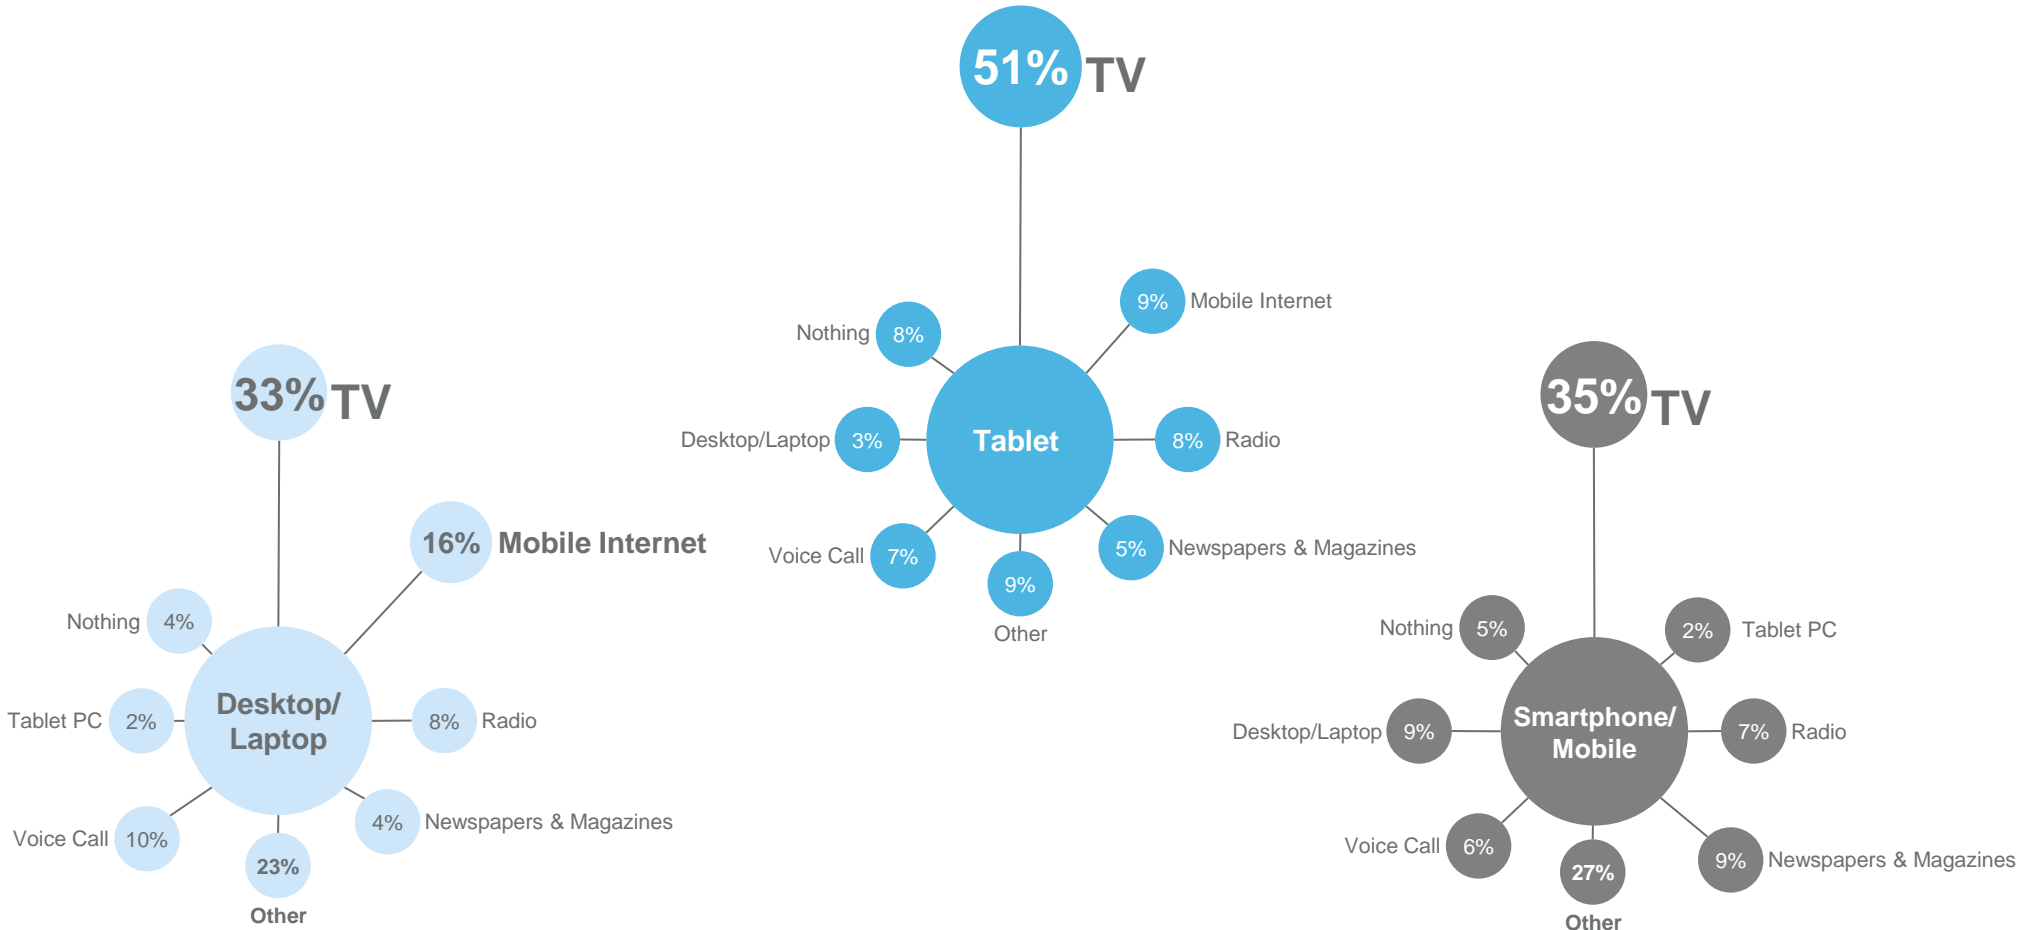 51% TV
9% Mobile Internet
Nothing 8%
Desktop/Laptop 3%
Tablet
8% Radio
Voice Call 7%
5% Newspapers & Magazines
9%
Other
33% TV
16% Mobile Internet
Nothing 4%
Tablet PC 2%
Desktop/
Laptop
8% Radio
Voice Call 10%
4% Newspapers & Magazines
23%
Other
35% TV
Nothing 5%
2% Tablet PC
Desktop/Laptop 9%
Smartphone/
Mobile
7% Radio
Voice Call 6%
9% Newspapers & Magazines
27%
Other